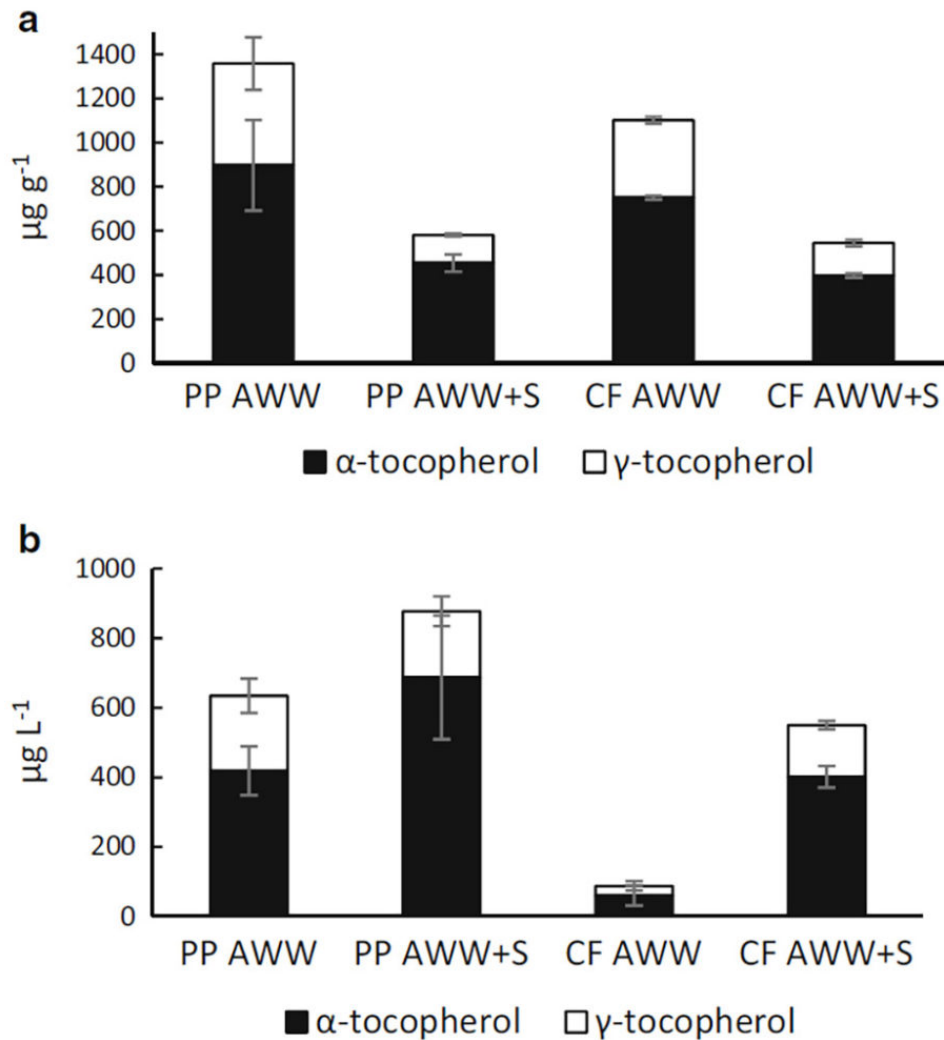 a
1400
1200
1000
800
600
400
200
0
µg g-1
PP AWW PP AWW+S CF AWW CF AWW+S
α-tocopherol γ-tocopherol
b
1000
800
600
400
200
0
µg L-1
PP AWW PP AWW+S CF AWW CF AWW+S
α-tocopherol γ-tocopherol